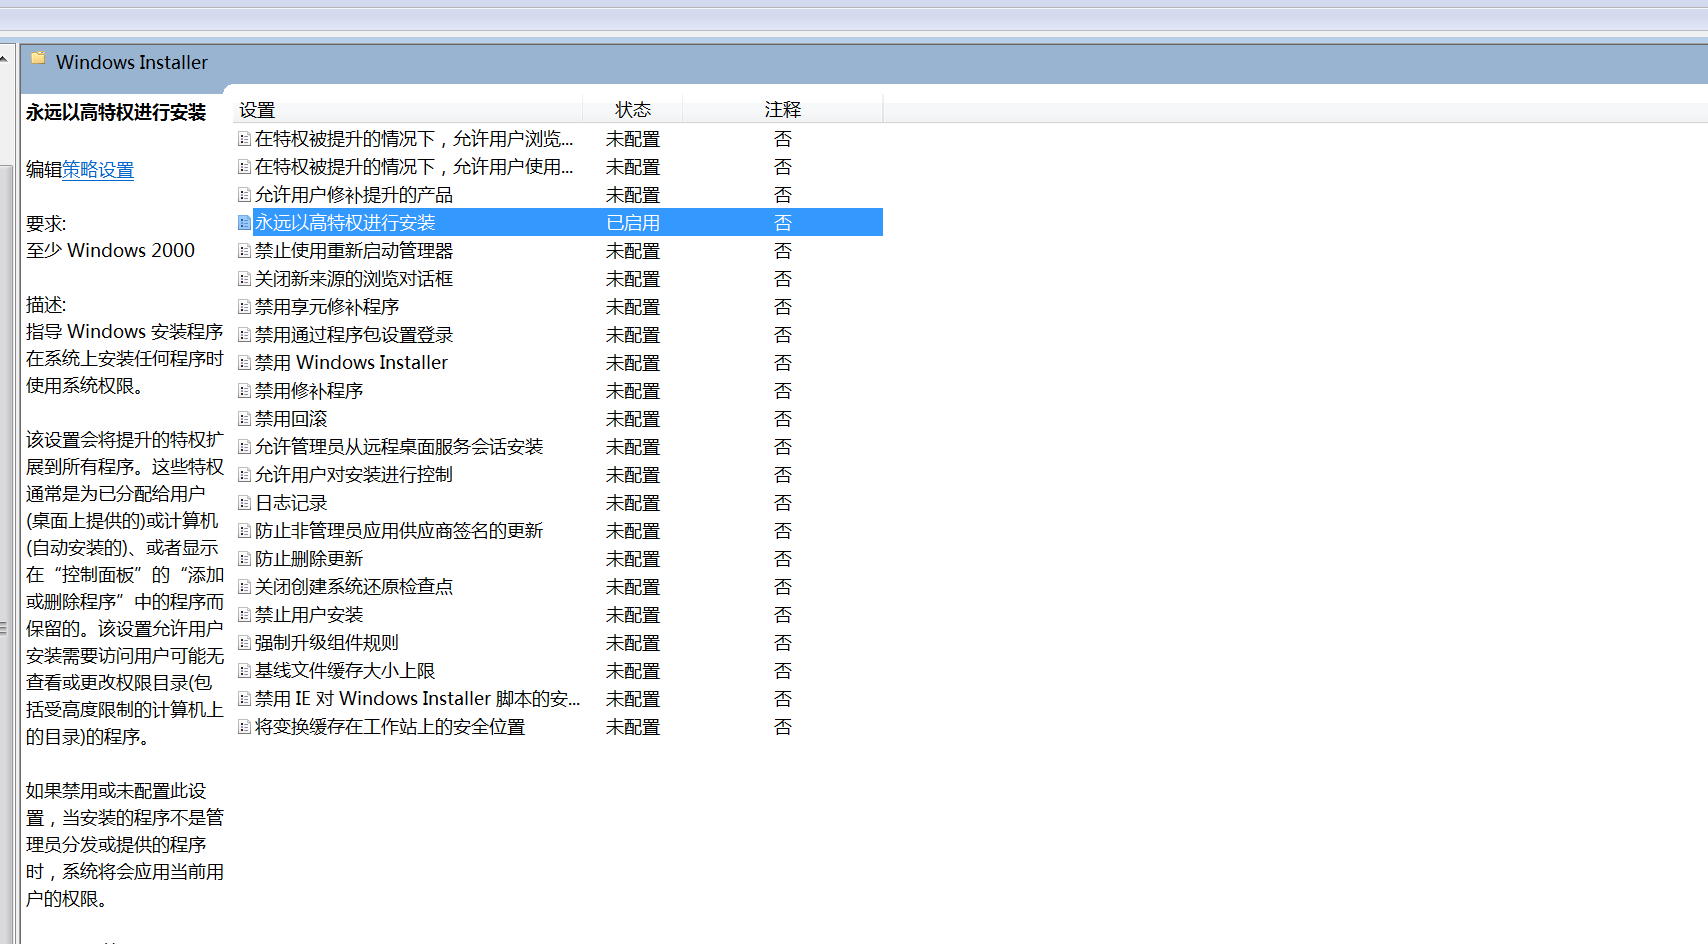 Windows Installer
永远以高特权进行安装
编辑策略设置
要求:
至少 Windows 2000
描述:
指导 Windows 安装程序
在系统上安装任何程序时
使用系统权限。
该设置会将提升的特权扩
展到所有程序。这些特权
通常是为已分配给用户
(桌面上提供的)或计算机
(自动安装的)、或者显示
在“控制面板”的“添加
或删除程序”中的程序而
保留的。该设置允许用户
安装需要访问用户可能无
查看或更改权限目录(包
括受高度限制的计算机上
的目录)的程序。
如果禁用或未配置此设
置，当安装的程序不是管
理员分发或提供的程序
时，系统将会应用当前用
户的权限。
设置 状态 注释
在特权被提升的情况下，允许用户浏览... 未配置 否
在特权被提升的情况下，允许用户使用... 未配置 否
允许用户修补提升的产品 未配置 否
永远以高特权进行安装 已启用 否
禁止使用重新启动管理器 未配置 否
关闭新来源的浏览对话框 未配置 否
禁用享元修补程序 未配置 否
禁用通过程序包设置登录 未配置 否
禁用 Windows Installer 未配置 否
禁用修补程序 未配置 否
禁用回滚 未配置 否
允许管理员从远程桌面服务会话安装 未配置 否
允许用户对安装进行控制 未配置 否
日志记录 未配置 否
防止非管理员应用供应商签名的更新 未配置 否
防止删除更新 未配置 否
关闭创建系统还原检查点 未配置 否
禁止用户安装 未配置 否
强制升级组件规则 未配置 否
基线文件缓存大小上限 未配置 否
禁用 IE 对 Windows Installer 脚本的安... 未配置 否
将变换缓存在工作站上的安全位置 未配置 否